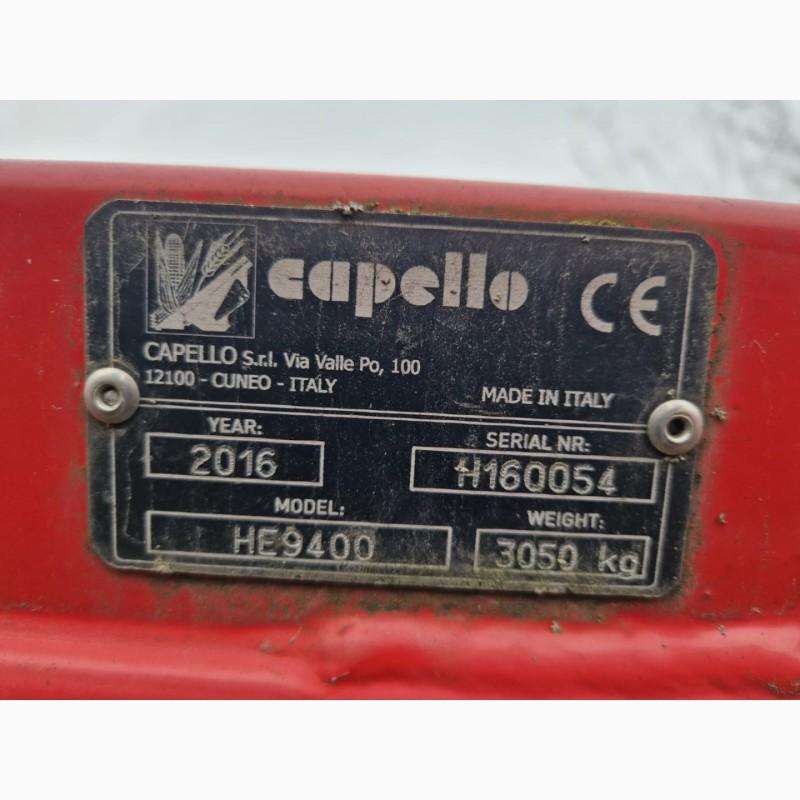 capello CE
CAPELLO S.r.l. Via Valle Po, 100
12100 - CUNEO - ITALY
MADE IN ITALY
YEAR:
2016
SERIAL NR:
H160054
MODEL:
HE9400
WEIGHT:
3050 kg